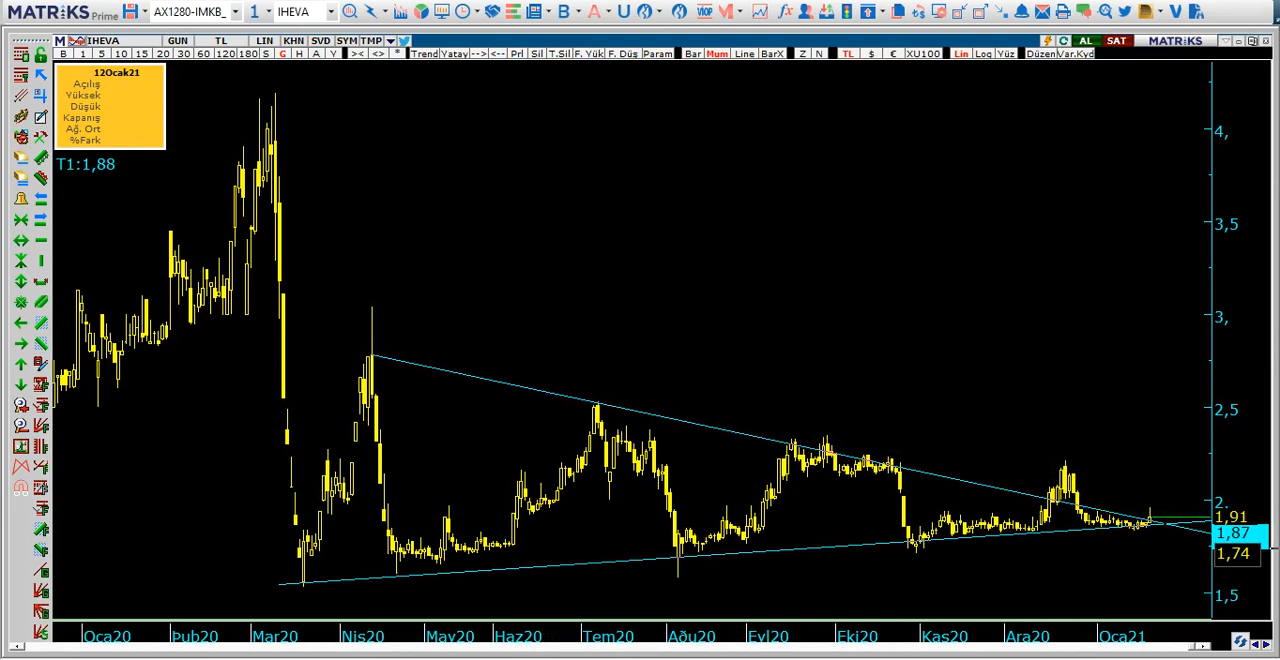 MATRiKS Prime AX1280-IMKB_ 1 IHEVA B A U VIOP M fx V
M IHEVA GUN TL LIN KHN SVD SYM TMP AL SAT MATRiKS
B 1 5 10 15 20 30 60 120 180 S G H A Y >< <> * Trend Yatay --> <-- Prl Sil T.Sil F. Yük F. Düş Param Bar Mum Line BarX Z N TL $ € XU100 Lin Log Yüz Düzen Var.Kyd
12Ocak21
Açılış
Yüksek
Düşük
Kapanış
Ağ. Ort
%Fark
T1:1,88
4,
3,5
3,
2,5
2,
1,91
1,87
1,74
1,5
Oca20 Þub20 Mar20 Nis20 May20 Haz20 Tem20 Aðu20 Eyl20 Eki20 Kas20 Ara20 Oca21